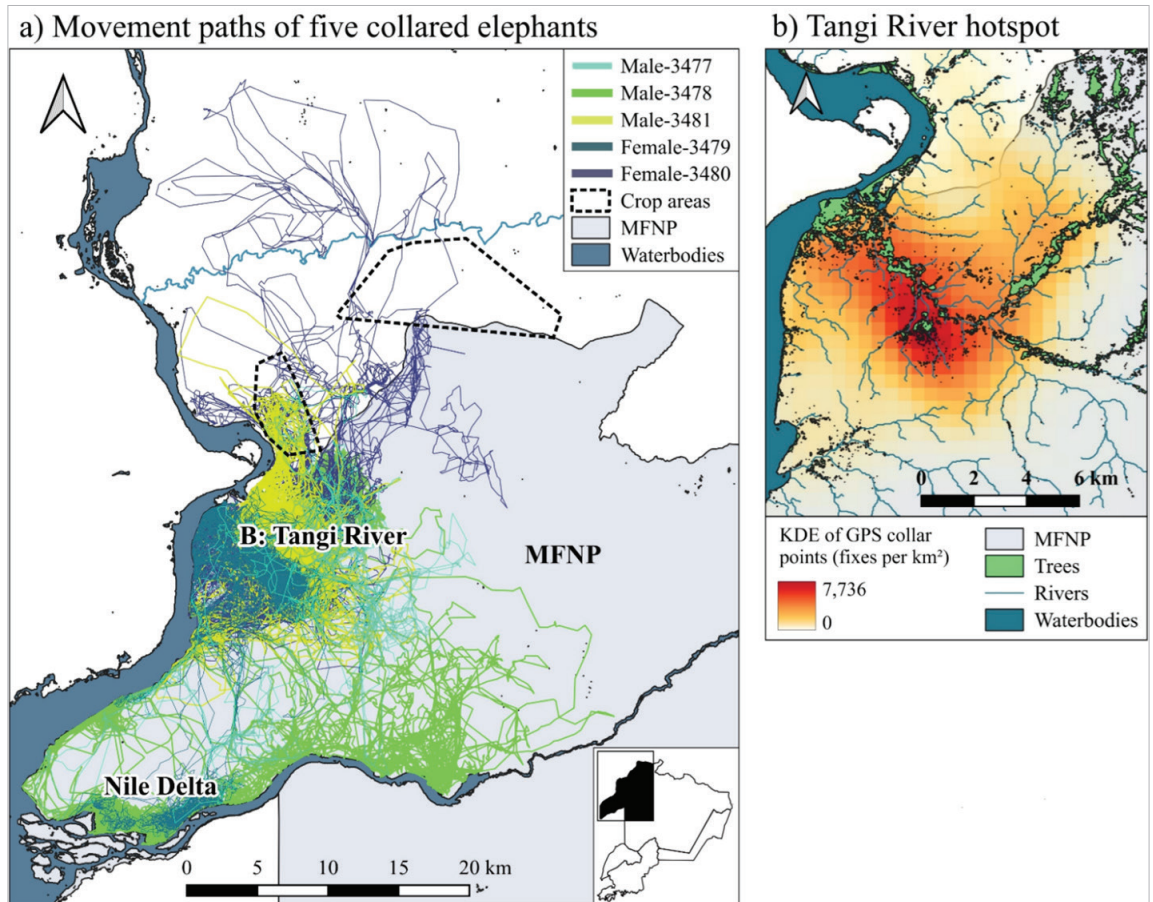 a) Movement paths of five collared elephants
Male-3477
Male-3478
Male-3481
Female-3479
Female-3480
Crop areas
MFNP
Waterbodies
B: Tangi River
MFNP
Nile Delta
0 5 10 15 20 km
b) Tangi River hotspot
0 2 4 6 km
KDE of GPS collar
points (fixes per km²)
7,736
0
MFNP
Trees
Rivers
Waterbodies